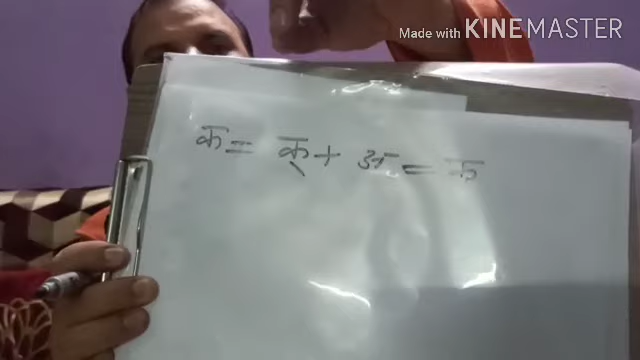 Made with KINEMASTER
क = क् + अ = क